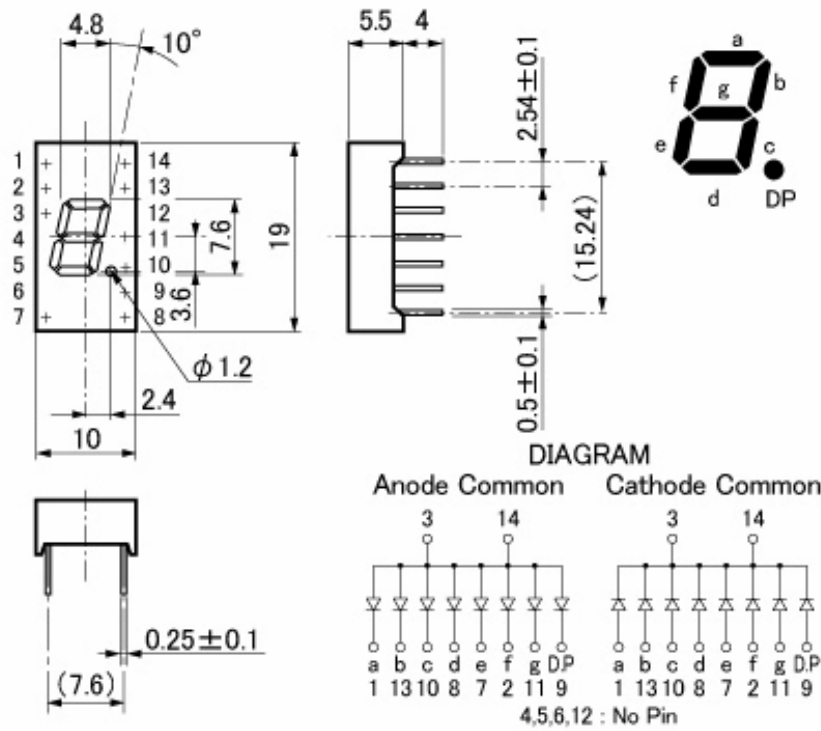 4.8
10°
5.5
4
2.54±0.1
a
f
b
g
e
c
d
DP
1
14
2
13
3
12
4
11
5
10
6
9
7
8
7.6
3.6
19
(15.24)
0.5±0.1
ϕ1.2
2.4
10
DIAGRAM
Anode Common
Cathode Common
3
14
3
14
0.25±0.1
(7.6)
a b c d e f g D.P
a b c d e f g D.P
1 13 10 8 7 2 11 9
1 13 10 8 7 2 11 9
4,5,6,12 : No Pin